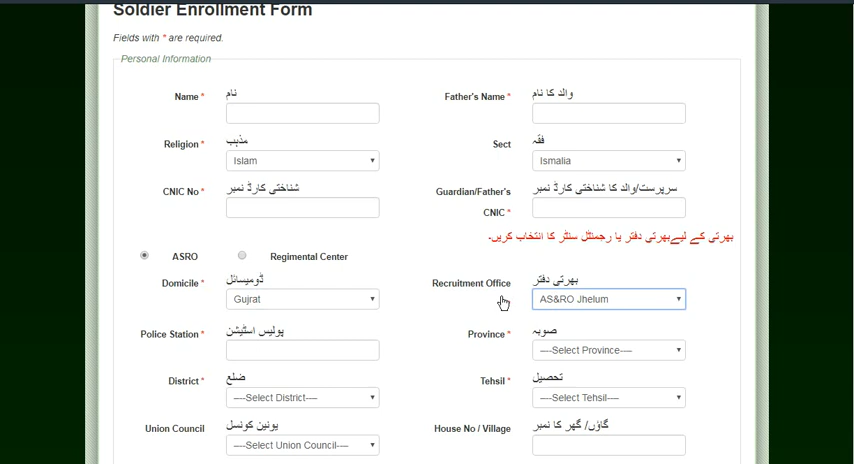 Soldier Enrollment Form
Fields with * are required.
Personal Information
Name * نام
Father's Name * والد کا نام
Religion * مذہب
Islam
Sect فقہ
Ismalia
CNIC No * شناختی کارڈ نمبر
Guardian/Father's CNIC * سرپرست/والد کا شناختی کارڈ نمبر
بھرتی کے لیےبھرتی دفتر یا رجمنٹل سنٹر کا انتخاب کریں۔
ASRO
Regimental Center
Domicile * ڈومیسائل
Gujrat
Recruitment Office بھرتی دفتر
AS&RO Jhelum
Police Station * پولیس اسٹیشن
Province * صوبہ
----Select Province----
District * ضلع
----Select District----
Tehsil * تحصیل
----Select Tehsil----
Union Council یونین کونسل
----Select Union Council----
House No / Village گاؤں/ گھر کا نمبر